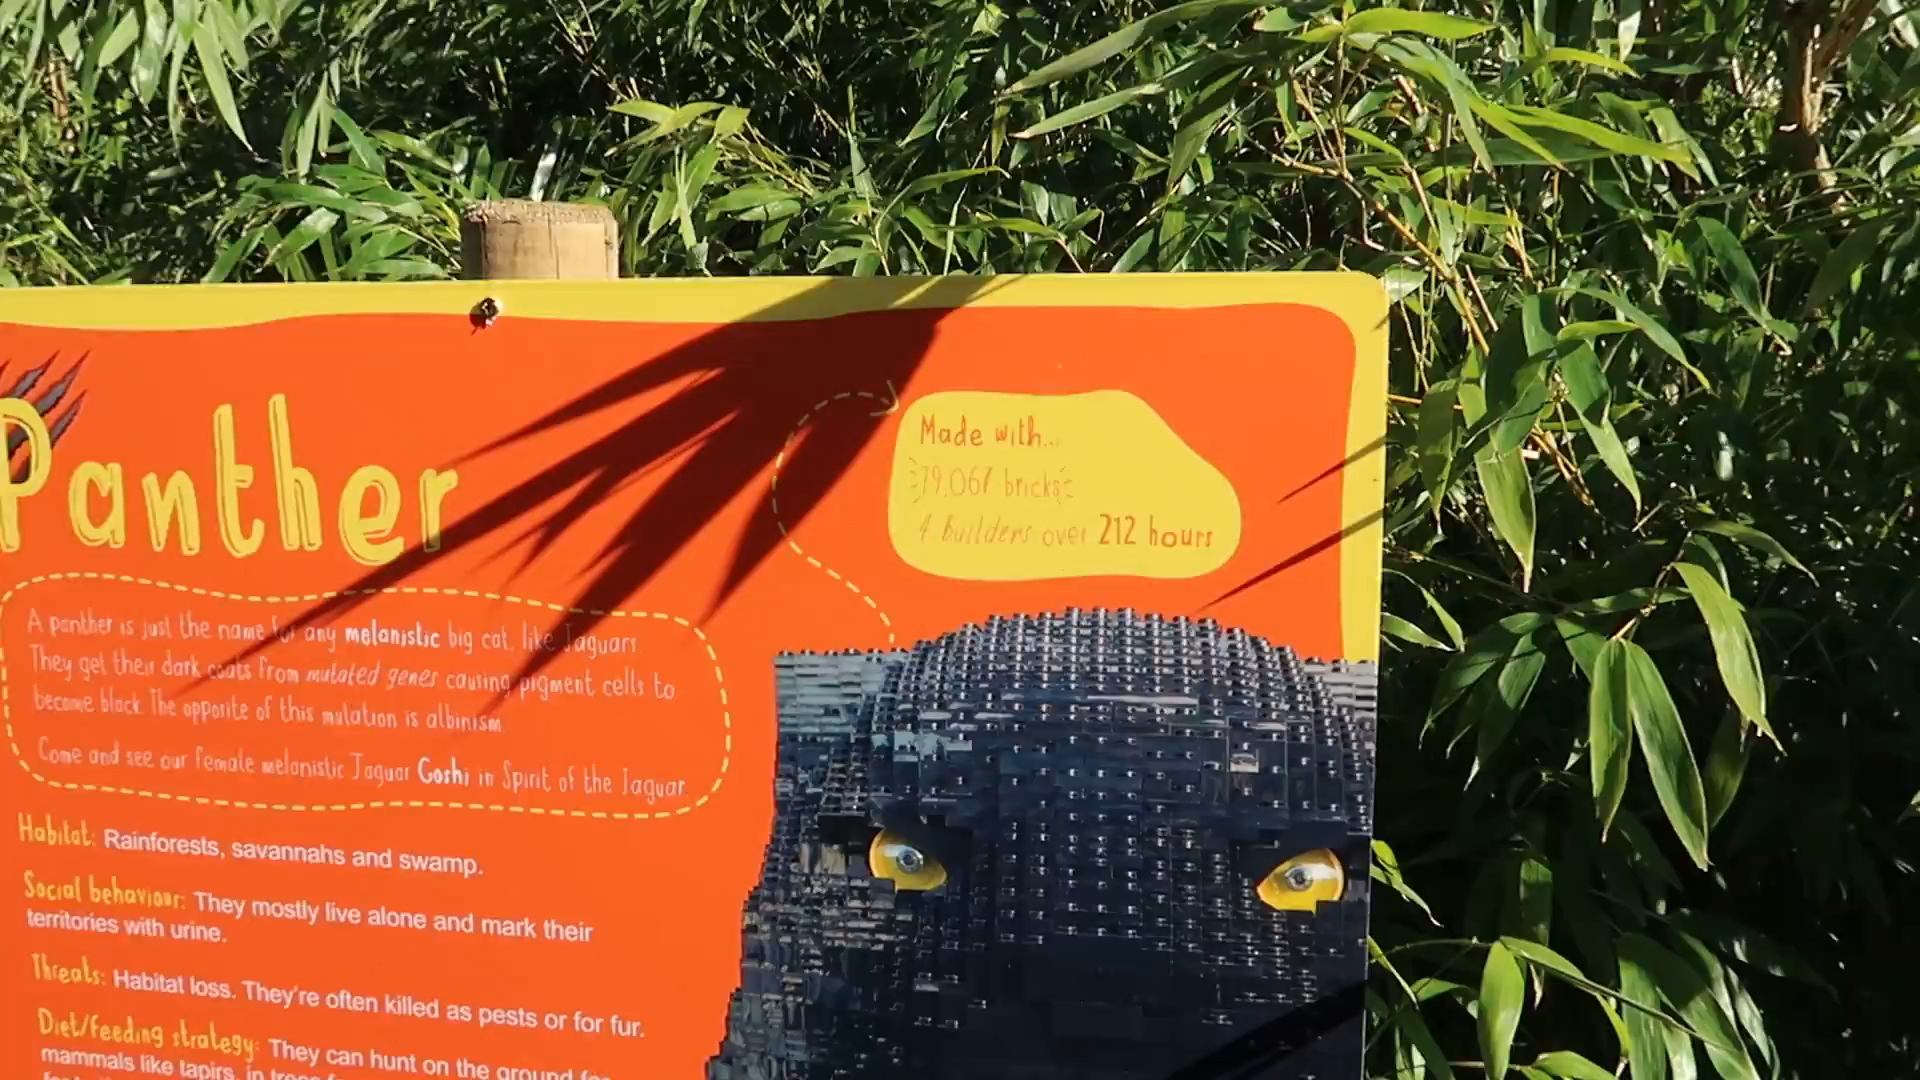 Panther
Made with...
79,067 bricks
4 builders over 212 hours
A panther is just the name for any melanistic big cat, like Jaguars
They get their dark coats from mutated genes causing pigment cells to
become black. The opposite of this mutation is albinism.
Come and see our female melanistic Jaguar Goshi in Spirit of the Jaguar.
Habitat: Rainforests, savannahs and swamp.
Social behaviour: They mostly live alone and mark their
territories with urine.
Threats: Habitat loss. They're often killed as pests or for fur.
Diet/feeding strategy: They can hunt on the ground for
mammals like tapirs, in trees